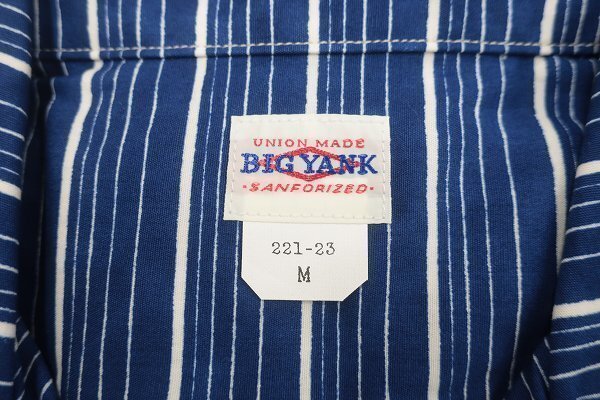 UNION MADE
BIG YANK
·SANFORIZED·
221-23
M